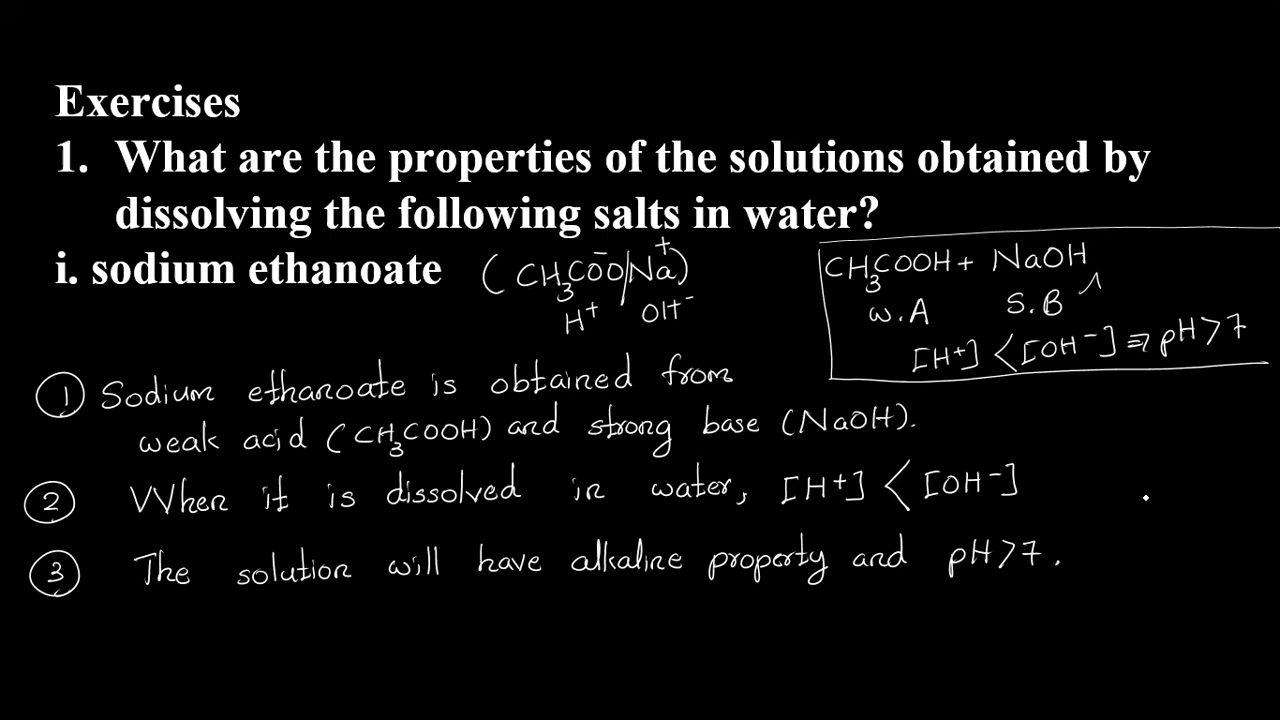 Exercises
1. What are the properties of the solutions obtained by
dissolving the following salts in water?
i. sodium ethanoate (CH₃COO⁻|Na⁺)
H⁺ OH⁻
CH₃COOH + NaOH
W.A S.B
[H⁺] < [OH⁻] ⇒ pH > 7
① Sodium ethanoate is obtained from
weak acid (CH₃COOH) and strong base (NaOH).
② When it is dissolved in water, [H⁺] < [OH⁻]
③ The solution will have alkaline property and pH > 7.